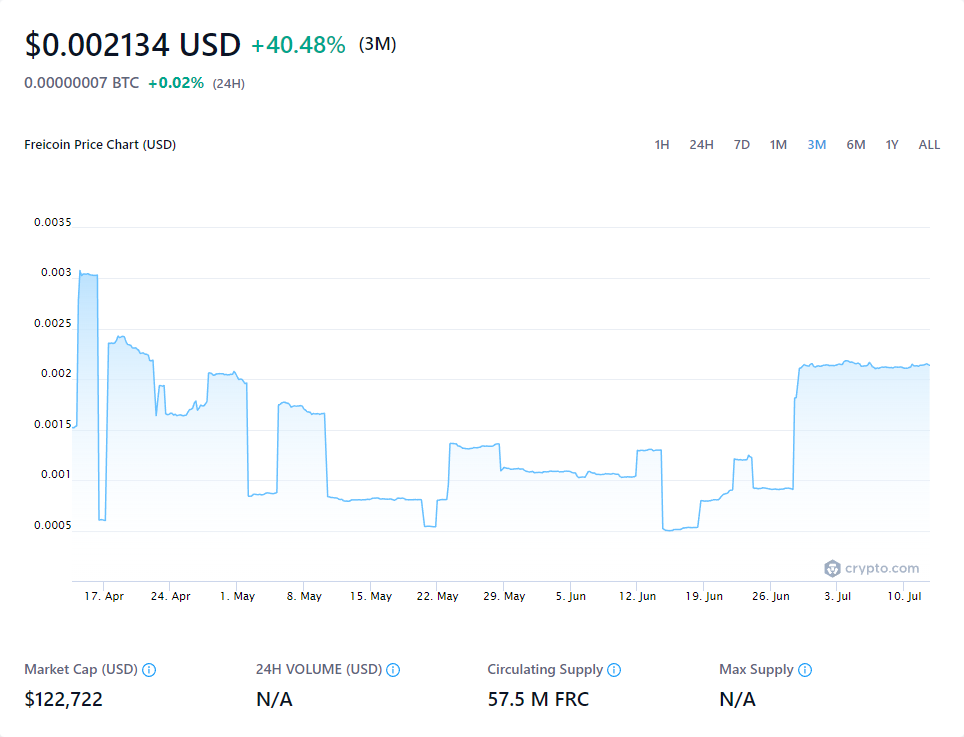 $0.002134 USD +40.48% (3M)
0.00000007 BTC +0.02% (24H)
Freicoin Price Chart (USD) 1H 24H 7D 1M 3M 6M 1Y ALL
0.0035
0.003
0.0025
0.002
0.0015
0.001
0.0005
crypto.com
17. Apr 24. Apr 1. May 8. May 15. May 22. May 29. May 5. Jun 12. Jun 19. Jun 26. Jun 3. Jul 10. Jul
Market Cap (USD) 24H VOLUME (USD) Circulating Supply Max Supply
$122,722 N/A 57.5 M FRC N/A